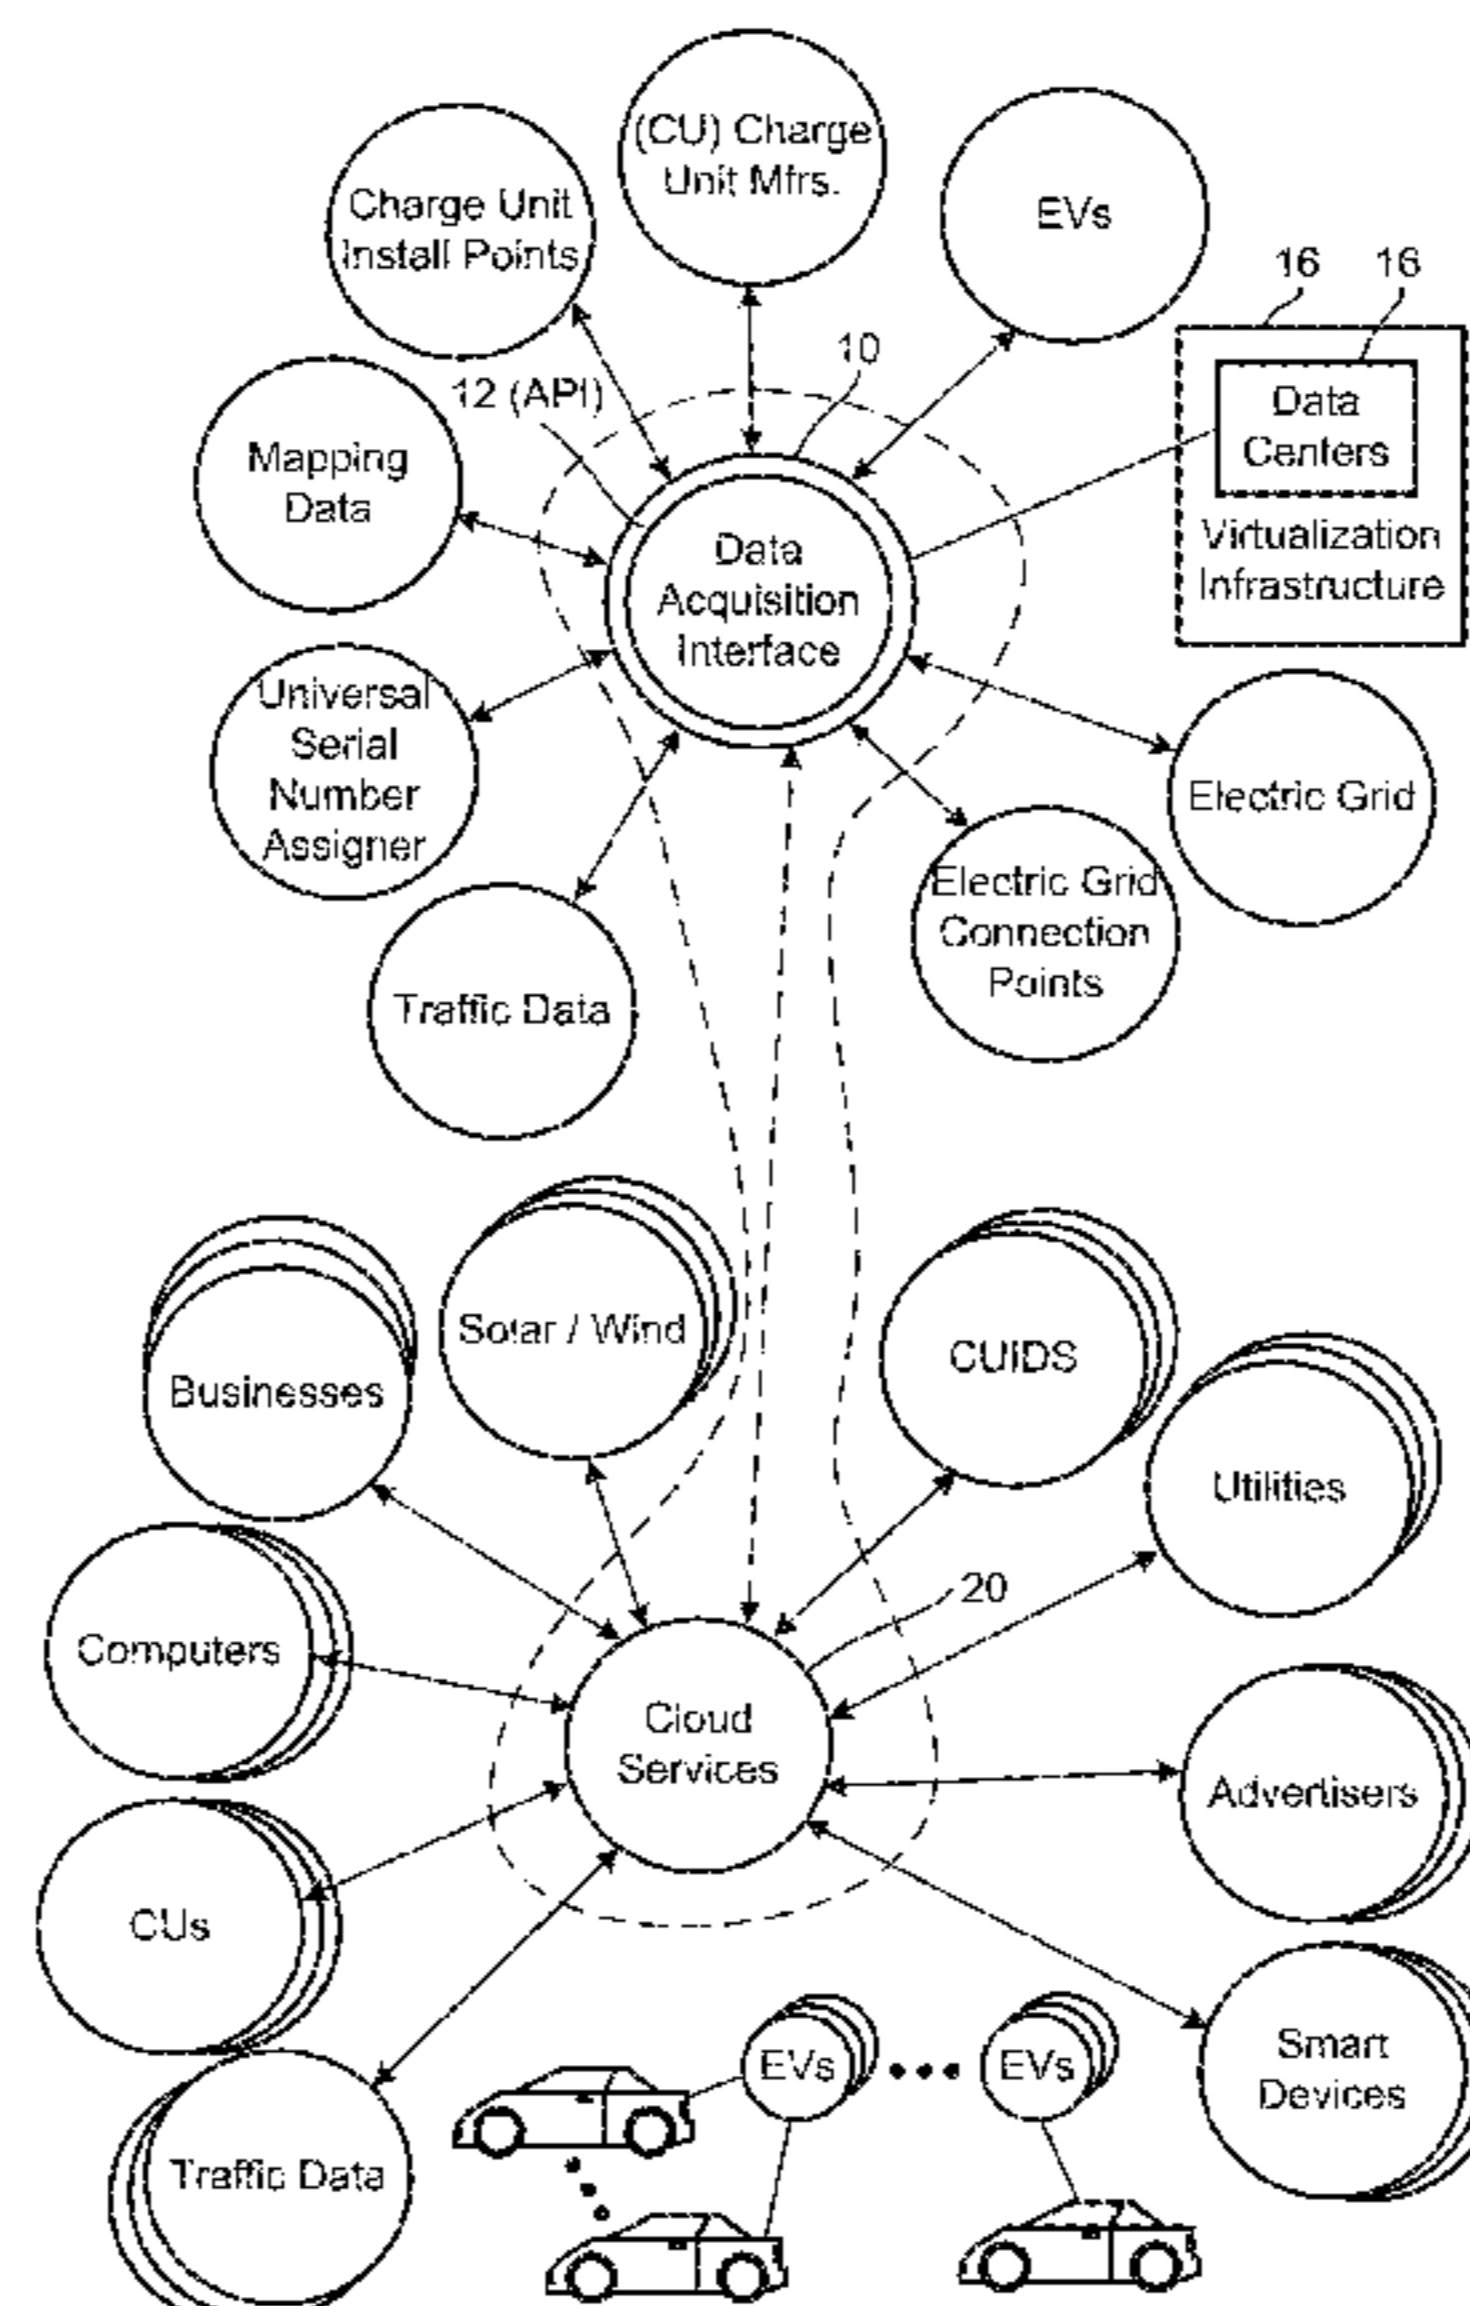 (CU) Charge
Unit Mfrs.
Charge Unit
Install Points
EVs
16
16
10
12 (API)
Data
Centers
Virtualization
Infrastructure
Mapping
Data
Data
Acquisition
Interface
Universal
Serial
Number
Assigner
Electric Grid
Electric Grid
Connection
Points
Traffic Data
Solar / Wind
CUIDS
Businesses
Utilities
20
Computers
Cloud
Services
Advertisers
CUs
EVs
EVs
Smart
Devices
Traffic Data